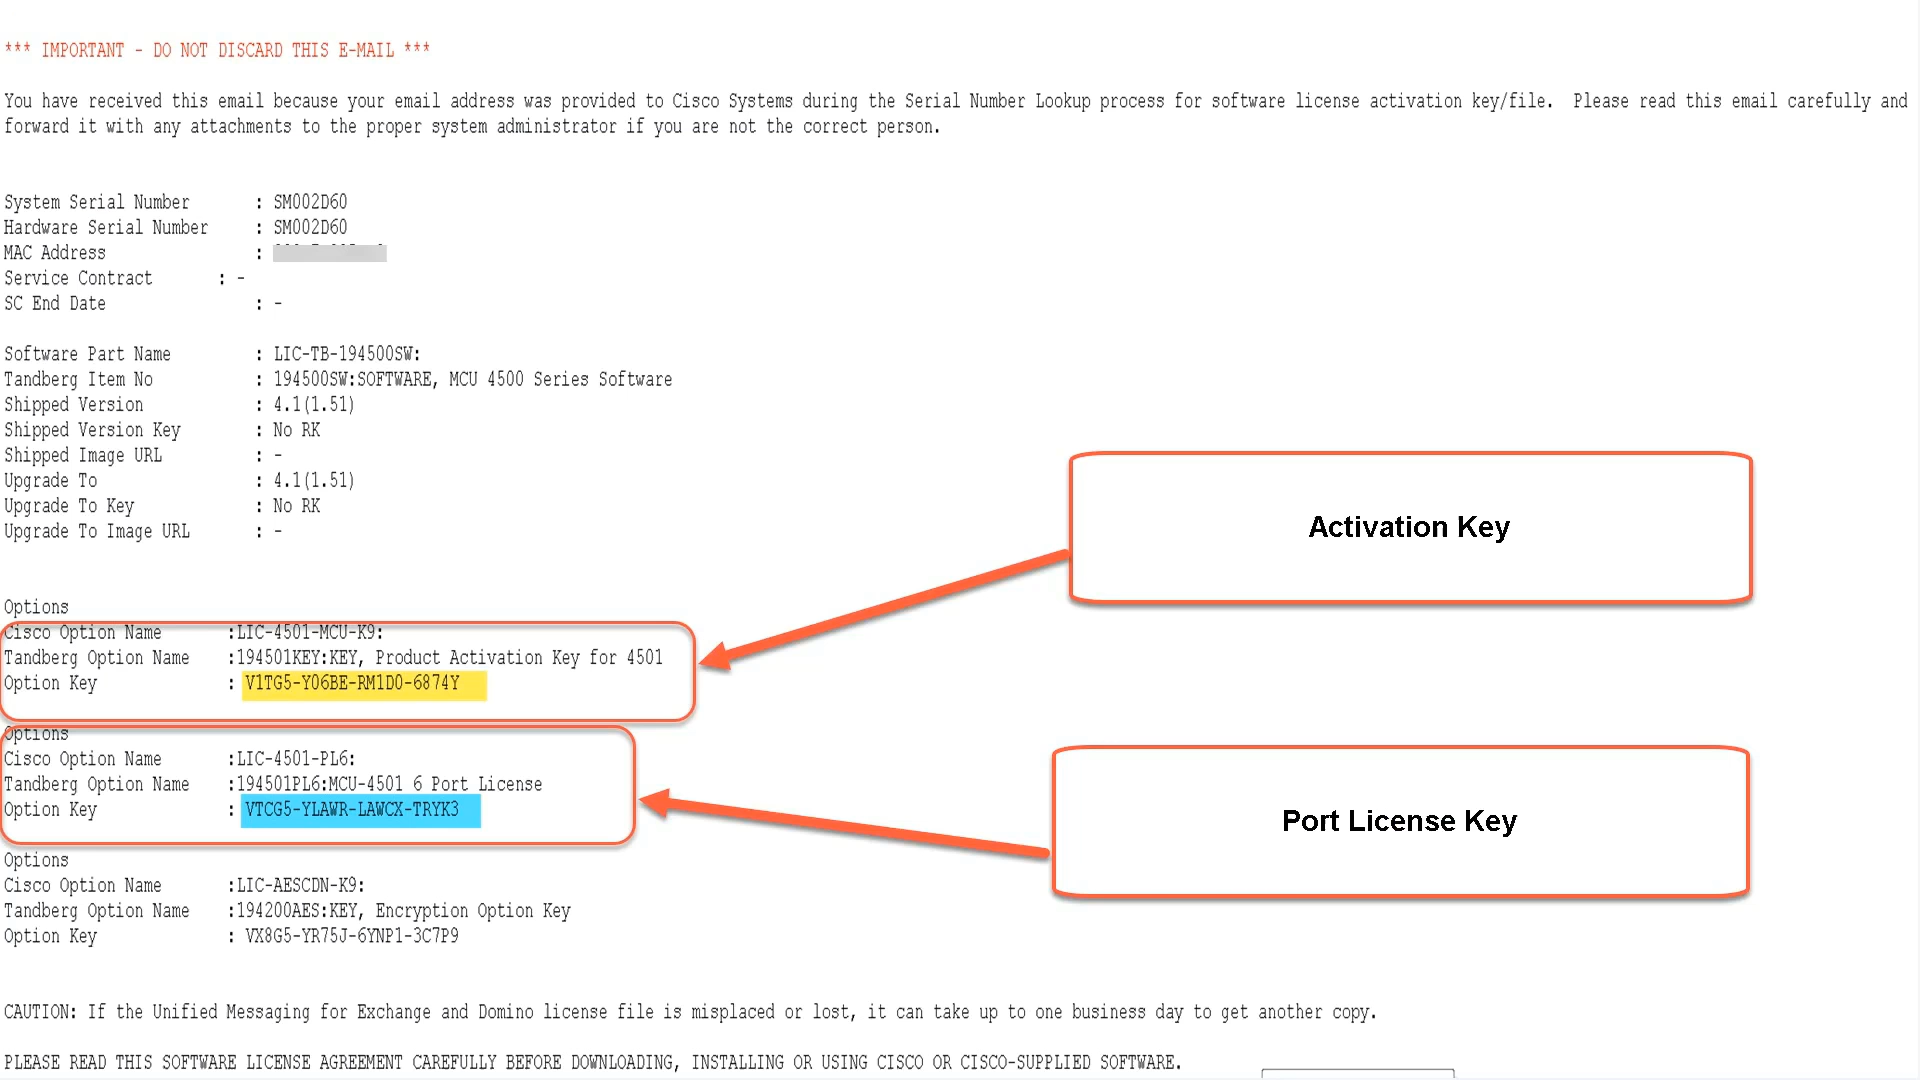 *** IMPORTANT - DO NOT DISCARD THIS E-MAIL ***
You have received this email because your email address was provided to Cisco Systems during the Serial Number Lookup process for software license activation key/file.  Please read this email carefully and
forward it with any attachments to the proper system administrator if you are not the correct person.
System Serial Number : SM002D60
Hardware Serial Number : SM002D60
MAC Address :
Service Contract : -
SC End Date : -
Software Part Name : LIC-TB-194500SW:
Tandberg Item No : 194500SW:SOFTWARE, MCU 4500 Series Software
Shipped Version : 4.1(1.51)
Shipped Version Key : No RK
Shipped Image URL : -
Upgrade To : 4.1(1.51)
Upgrade To Key : No RK
Upgrade To Image URL : -
Activation Key
Options
Cisco Option Name :LIC-4501-MCU-K9:
Tandberg Option Name :194501KEY:KEY, Product Activation Key for 4501
Option Key : V1TG5-Y06BE-RM1D0-6874Y
Options
Cisco Option Name :LIC-4501-PL6:
Tandberg Option Name :194501PL6:MCU-4501 6 Port License
Option Key : VTCG5-YLAWR-LAWCX-TRYK3
Port License Key
Options
Cisco Option Name :LIC-AESCDN-K9:
Tandberg Option Name :194200AES:KEY, Encryption Option Key
Option Key : VX8G5-YR75J-6YNP1-3C7P9
CAUTION: If the Unified Messaging for Exchange and Domino license file is misplaced or lost, it can take up to one business day to get another copy.
PLEASE READ THIS SOFTWARE LICENSE AGREEMENT CAREFULLY BEFORE DOWNLOADING, INSTALLING OR USING CISCO OR CISCO-SUPPLIED SOFTWARE.